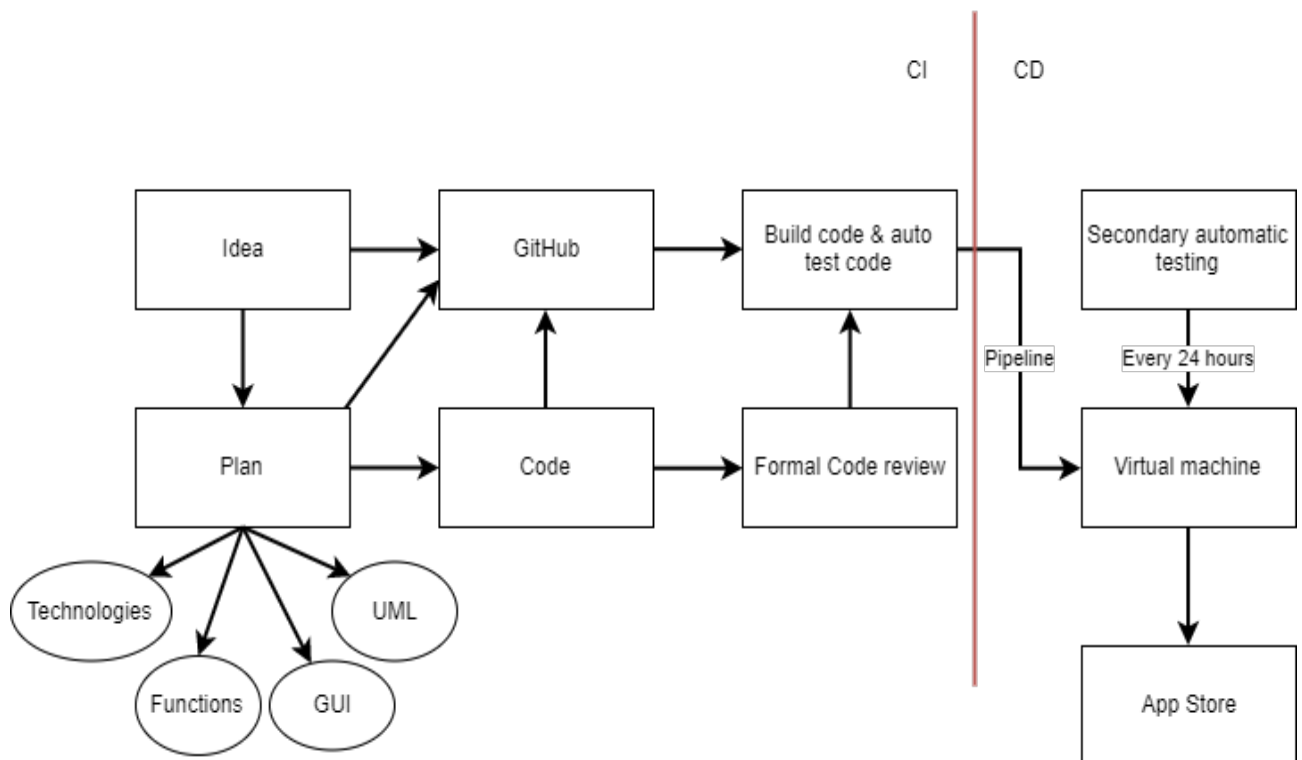 CI
CD
Idea
GitHub
Build code & auto
test code
Secondary automatic
testing
Pipeline
Every 24 hours
Plan
Code
Formal Code review
Virtual machine
Technologies
UML
Functions
GUI
App Store